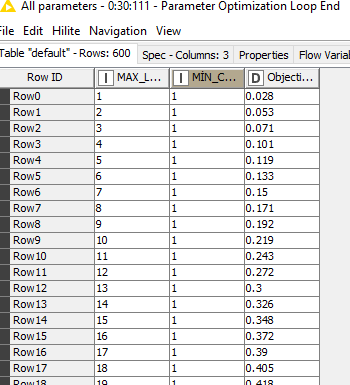 All parameters - 0:30:111 - Parameter Optimization Loop End
File Edit Hilite Navigation View
Table "default" - Rows: 600 Spec - Columns: 3 Properties Flow Variab
Row ID I MAX_L... I MİN_C... D Objecti...
Row0 1 1 0.028
Row1 2 1 0.053
Row2 3 1 0.071
Row3 4 1 0.101
Row4 5 1 0.119
Row5 6 1 0.133
Row6 7 1 0.15
Row7 8 1 0.171
Row8 9 1 0.192
Row9 10 1 0.219
Row10 11 1 0.243
Row11 12 1 0.272
Row12 13 1 0.3
Row13 14 1 0.326
Row14 15 1 0.348
Row15 16 1 0.372
Row16 17 1 0.39
Row17 18 1 0.405
Row18 19 1 0.418